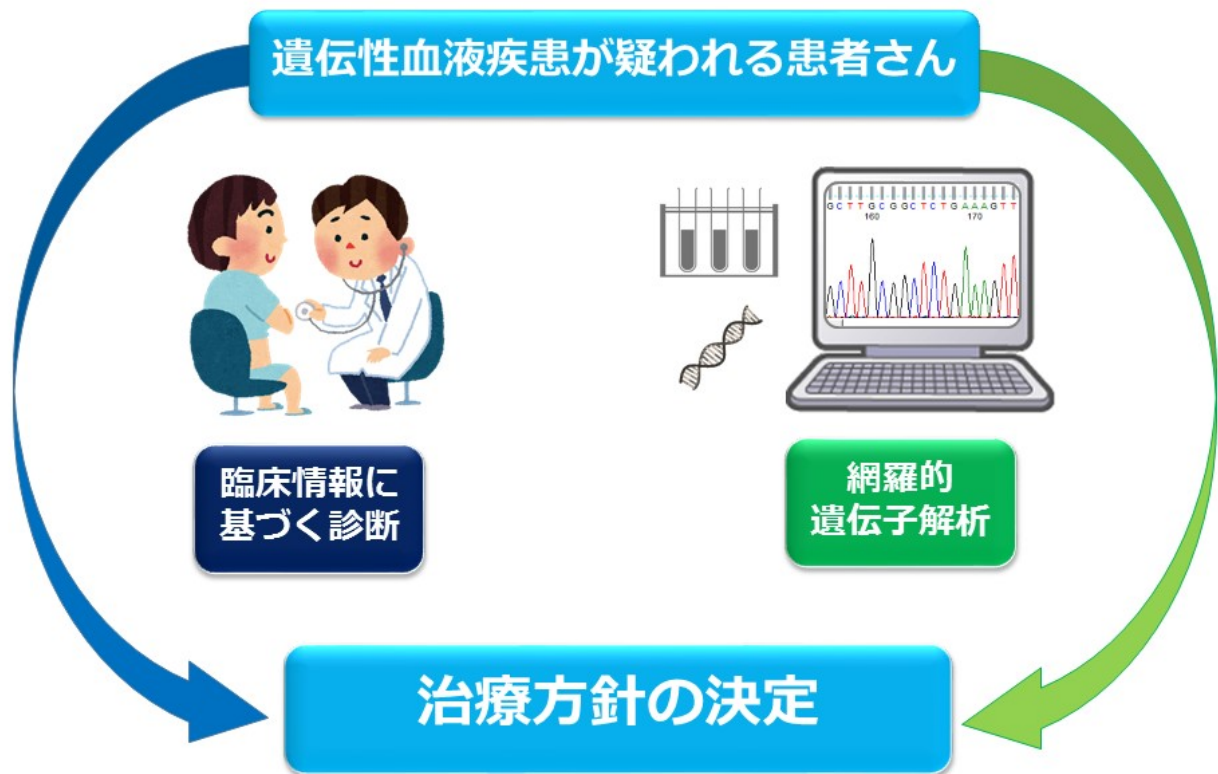 遺伝性血液疾患が疑われる患者さん
GCTTGCGGCTCTGAAAGTT
160 170
臨床情報に
基づく診断
網羅的
遺伝子解析
治療方針の決定